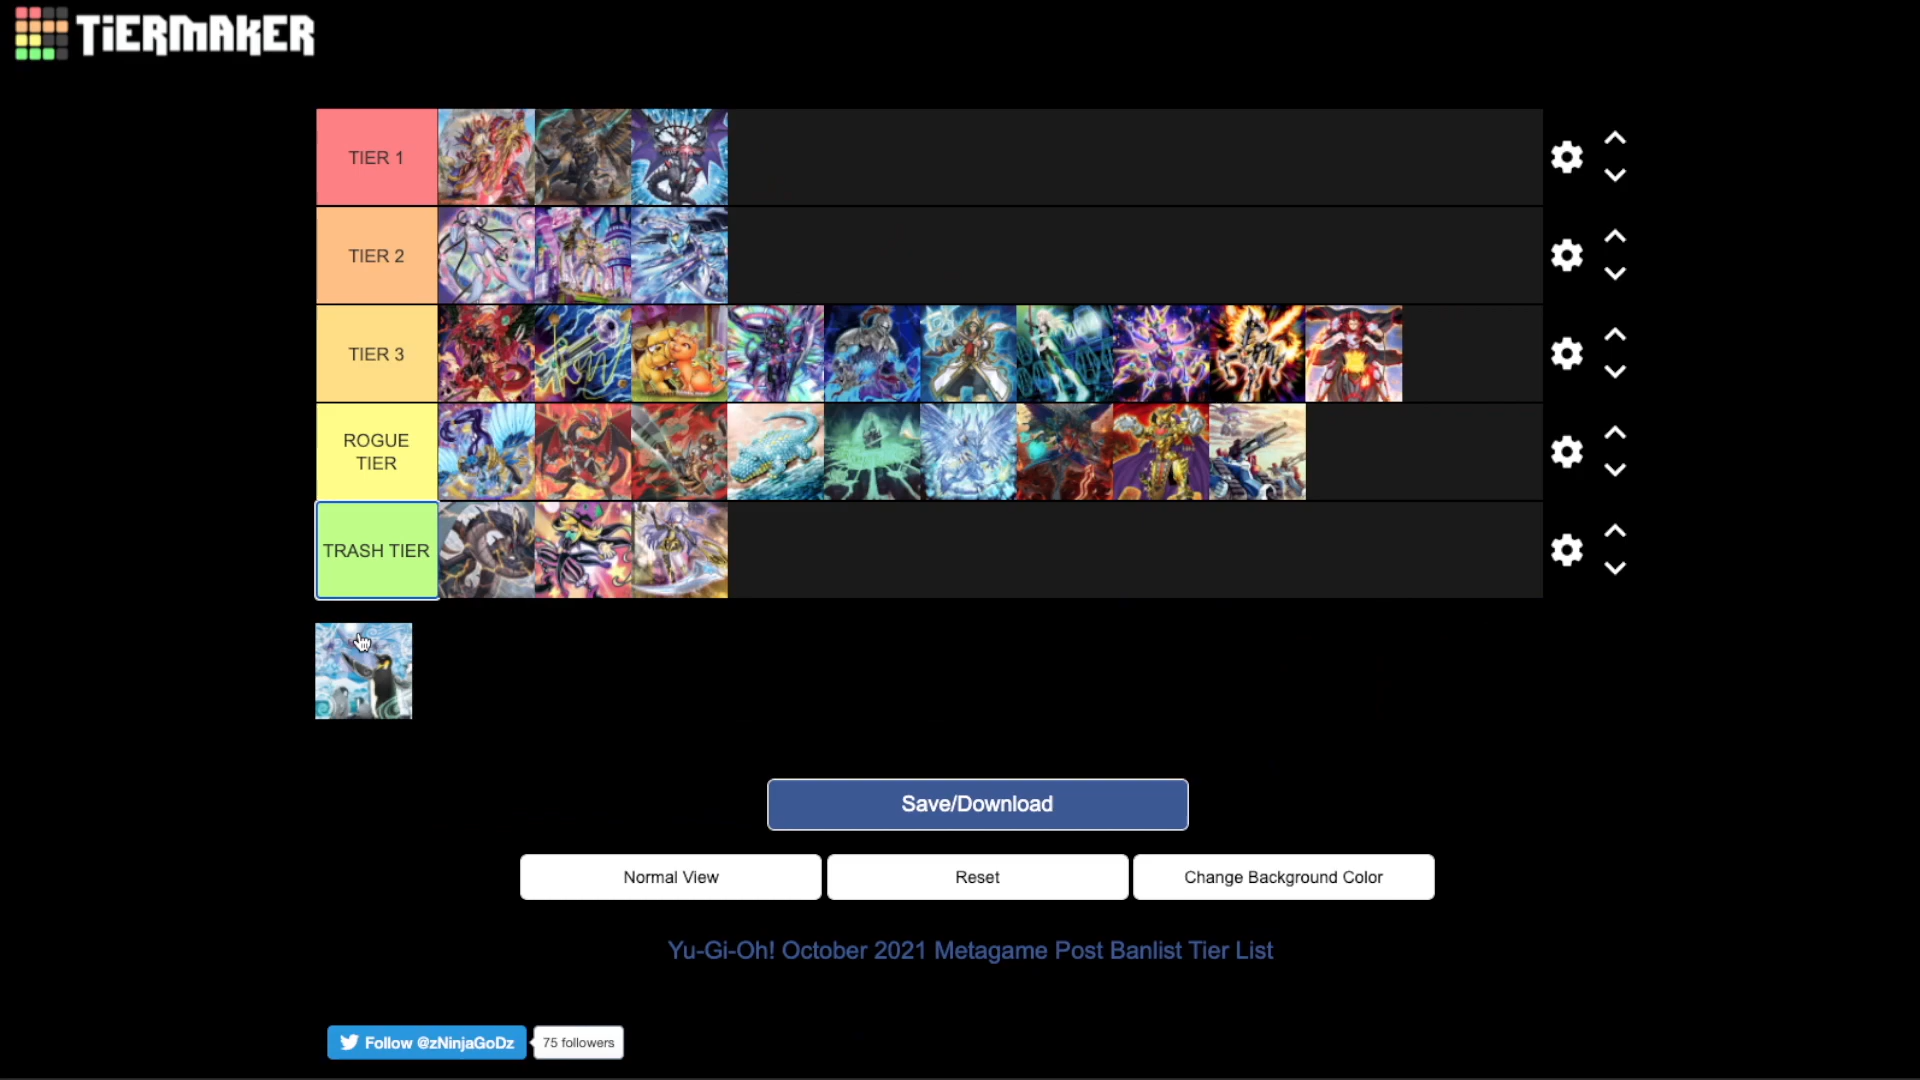 TiERMAKER
TIER 1
TIER 2
TIER 3
ROGUE
TIER
TRASH TIER
Save/Download
Normal View
Reset
Change Background Color
Yu-Gi-Oh! October 2021 Metagame Post Banlist Tier List
Follow @zNinjaGoDz
75 followers